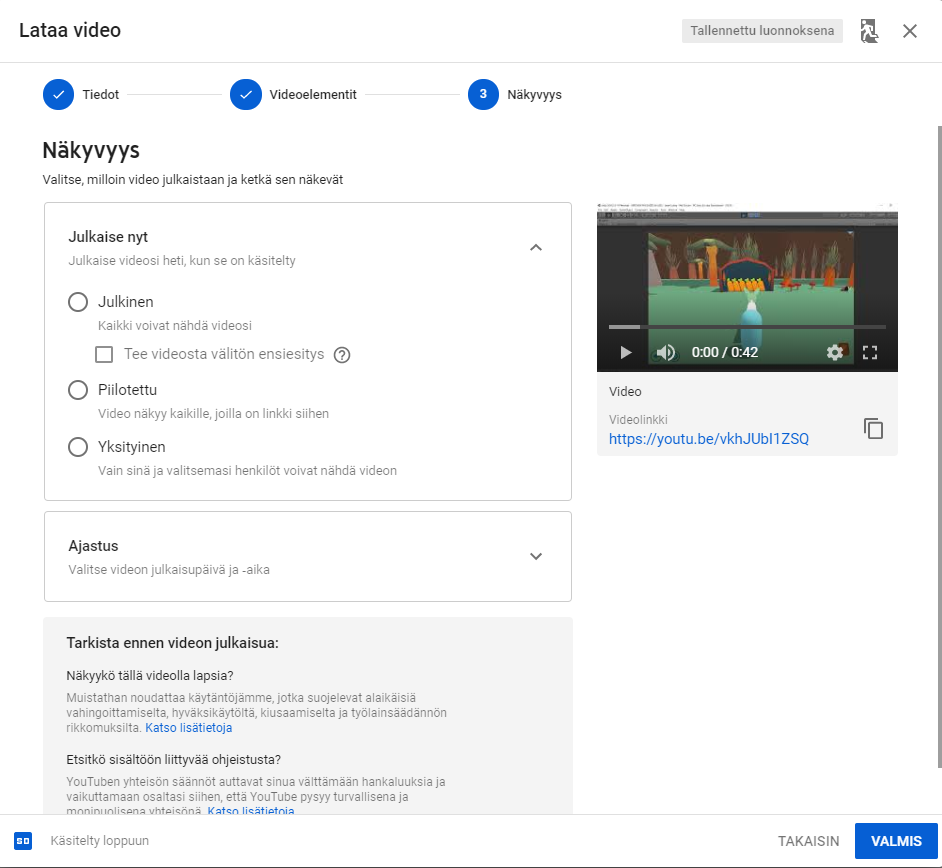 Lataa video
Tallennettu luonnoksena
Tiedot
Videoelementit
3
Näkyvyys
Näkyvyys
Valitse, milloin video julkaistaan ja ketkä sen näkevät
Julkaise nyt
Julkaise videosi heti, kun se on käsitelty
Julkinen
Kaikki voivat nähdä videosi
Tee videosta välitön ensiesitys
Piilotettu
Video näkyy kaikille, joilla on linkki siihen
Yksityinen
Vain sinä ja valitsemasi henkilöt voivat nähdä videon
0:00 / 0:42
Video
Videolinkki
https://youtu.be/vkhJUbI1ZSQ
Ajastus
Valitse videon julkaisupäivä ja -aika
Tarkista ennen videon julkaisua:
Näkyykö tällä videolla lapsia?
Muistathan noudattaa käytäntöjämme, jotka suojelevat alaikäisiä
vahingoittamiselta, hyväksikäytöltä, kiusaamiselta ja työlainsäädännön
rikkomuksilta. Katso lisätietoja
Etsitkö sisältöön liittyvää ohjeistusta?
YouTuben yhteisön säännöt auttavat sinua välttämään hankaluuksia ja
vaikuttamaan osaltasi siihen, että YouTube pysyy turvallisena ja
monipuolisena yhteisönä. Katso lisätietoja
SD
Käsitelty loppuun
TAKAISIN
VALMIS